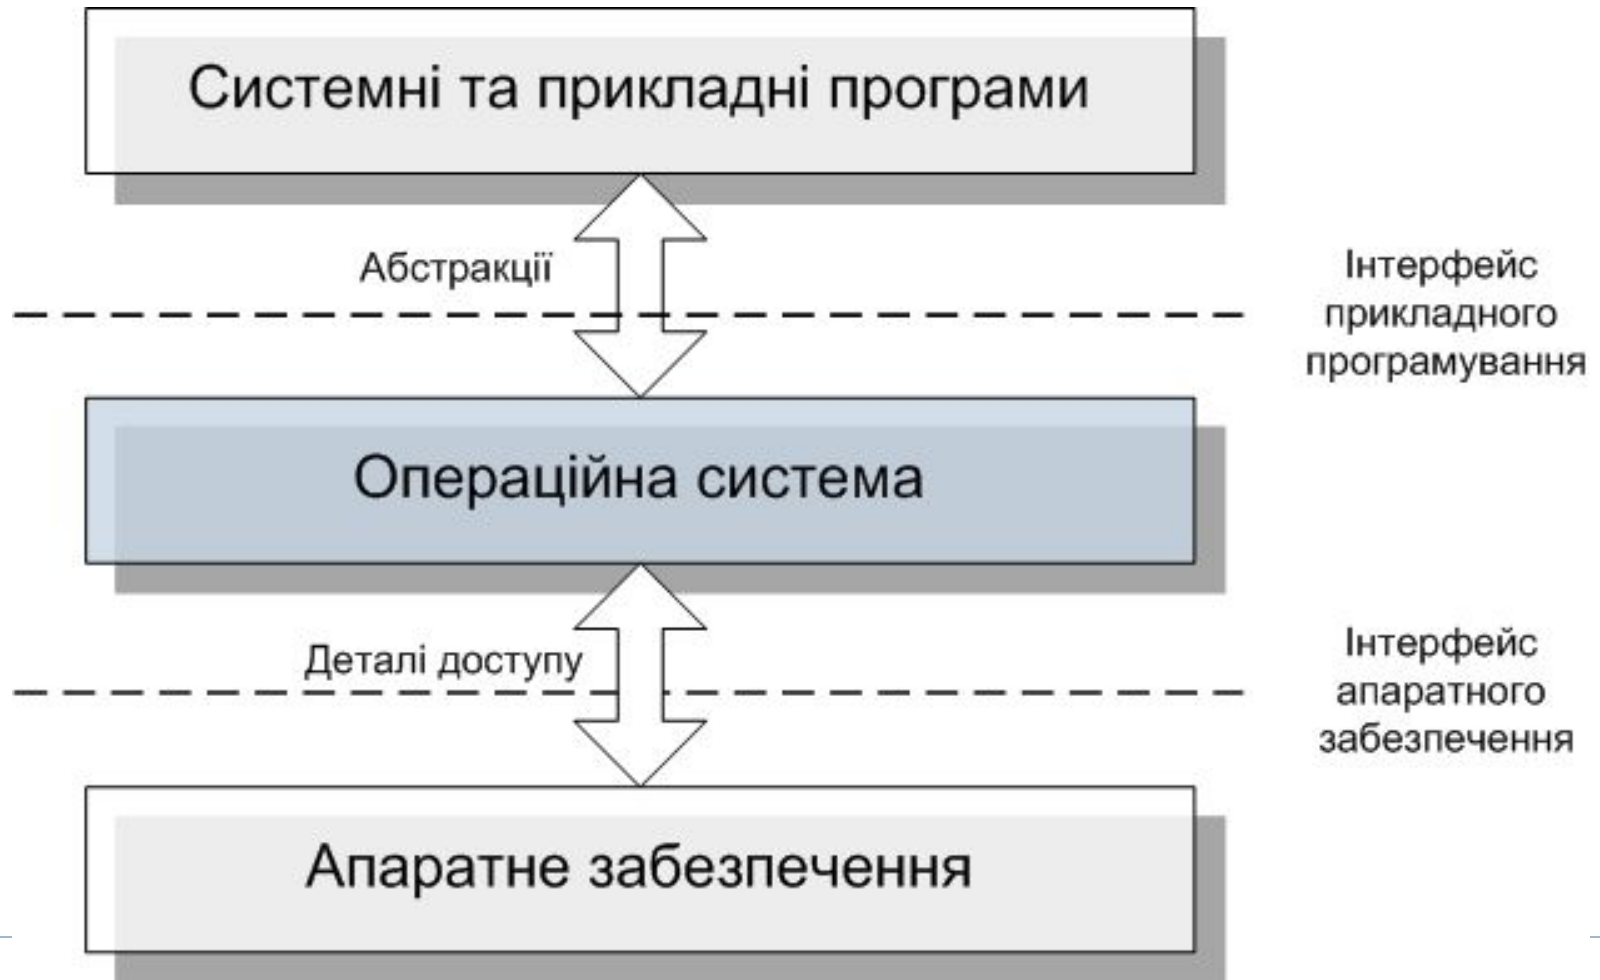 Системні та прикладні програми
Абстракції
Інтерфейс
прикладного
програмування
Операційна система
Деталі доступу
Інтерфейс
апаратного
забезпечення
Апаратне забезпечення